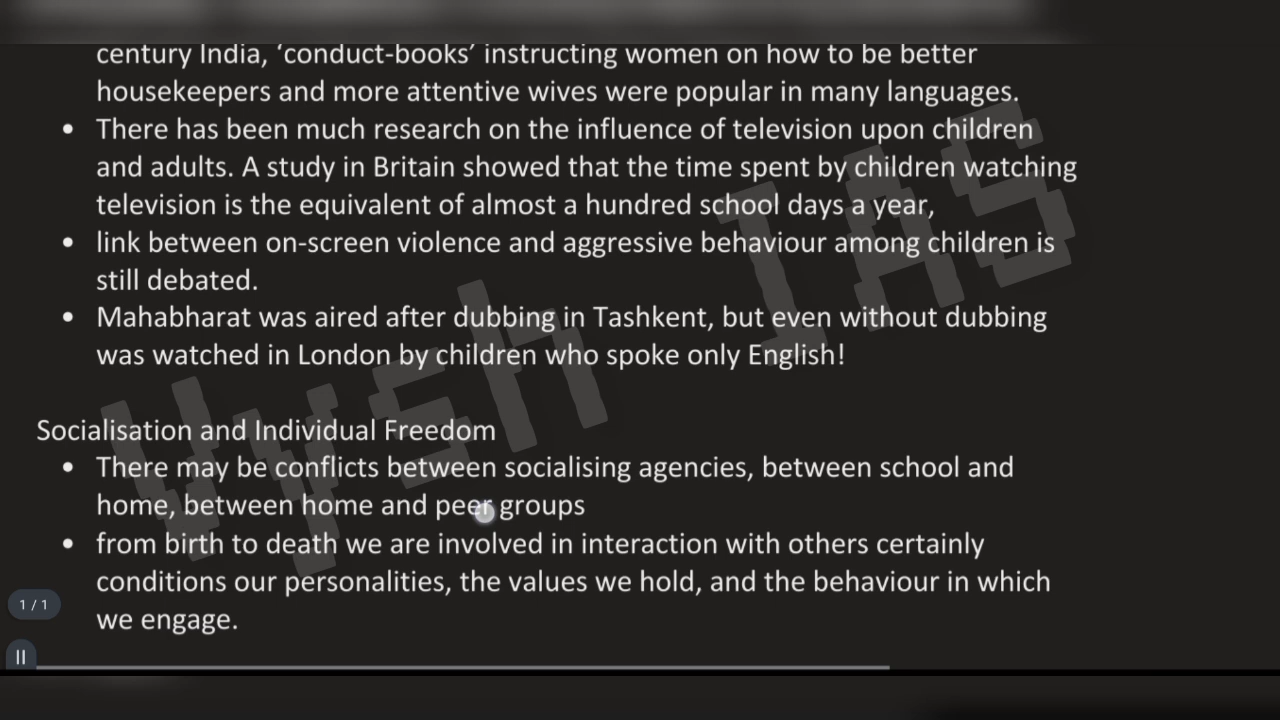 century India, ‘conduct-books’ instructing women on how to be better
housekeepers and more attentive wives were popular in many languages.
• There has been much research on the influence of television upon children
and adults. A study in Britain showed that the time spent by children watching
television is the equivalent of almost a hundred school days a year,
• link between on-screen violence and aggressive behaviour among children is
still debated.
• Mahabharat was aired after dubbing in Tashkent, but even without dubbing
was watched in London by children who spoke only English!
Socialisation and Individual Freedom
• There may be conflicts between socialising agencies, between school and
home, between home and peer groups
• from birth to death we are involved in interaction with others certainly
conditions our personalities, the values we hold, and the behaviour in which
we engage.
1 / 1
Vysh IAS